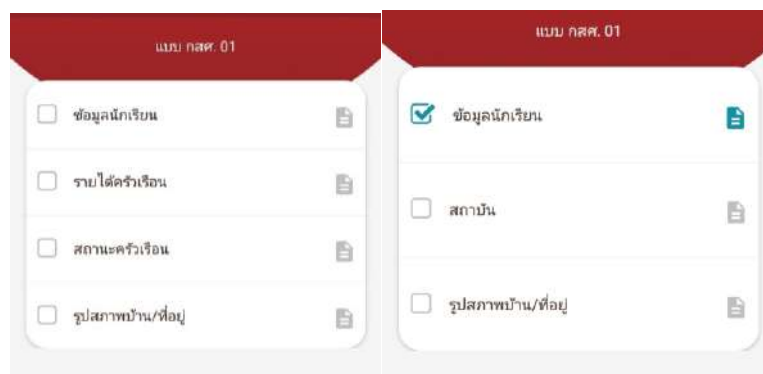 แบบ กสศ. 01
ข้อมูลนักเรียน
รายได้ครัวเรือน
สถานะครัวเรือน
รูปสภาพบ้าน/ที่อยู่
แบบ กสศ. 01
ข้อมูลนักเรียน
สถาบัน
รูปสภาพบ้าน/ที่อยู่